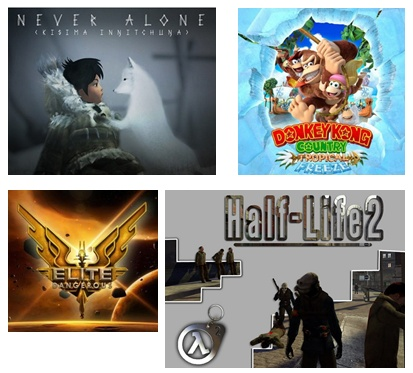 NEVER ALONE
(KISIMA INŊITCHUŊA)
DONKEY KONG
COUNTRY
TROPICAL
FREEZE
ELITE
DANGEROUS
Half-Life2